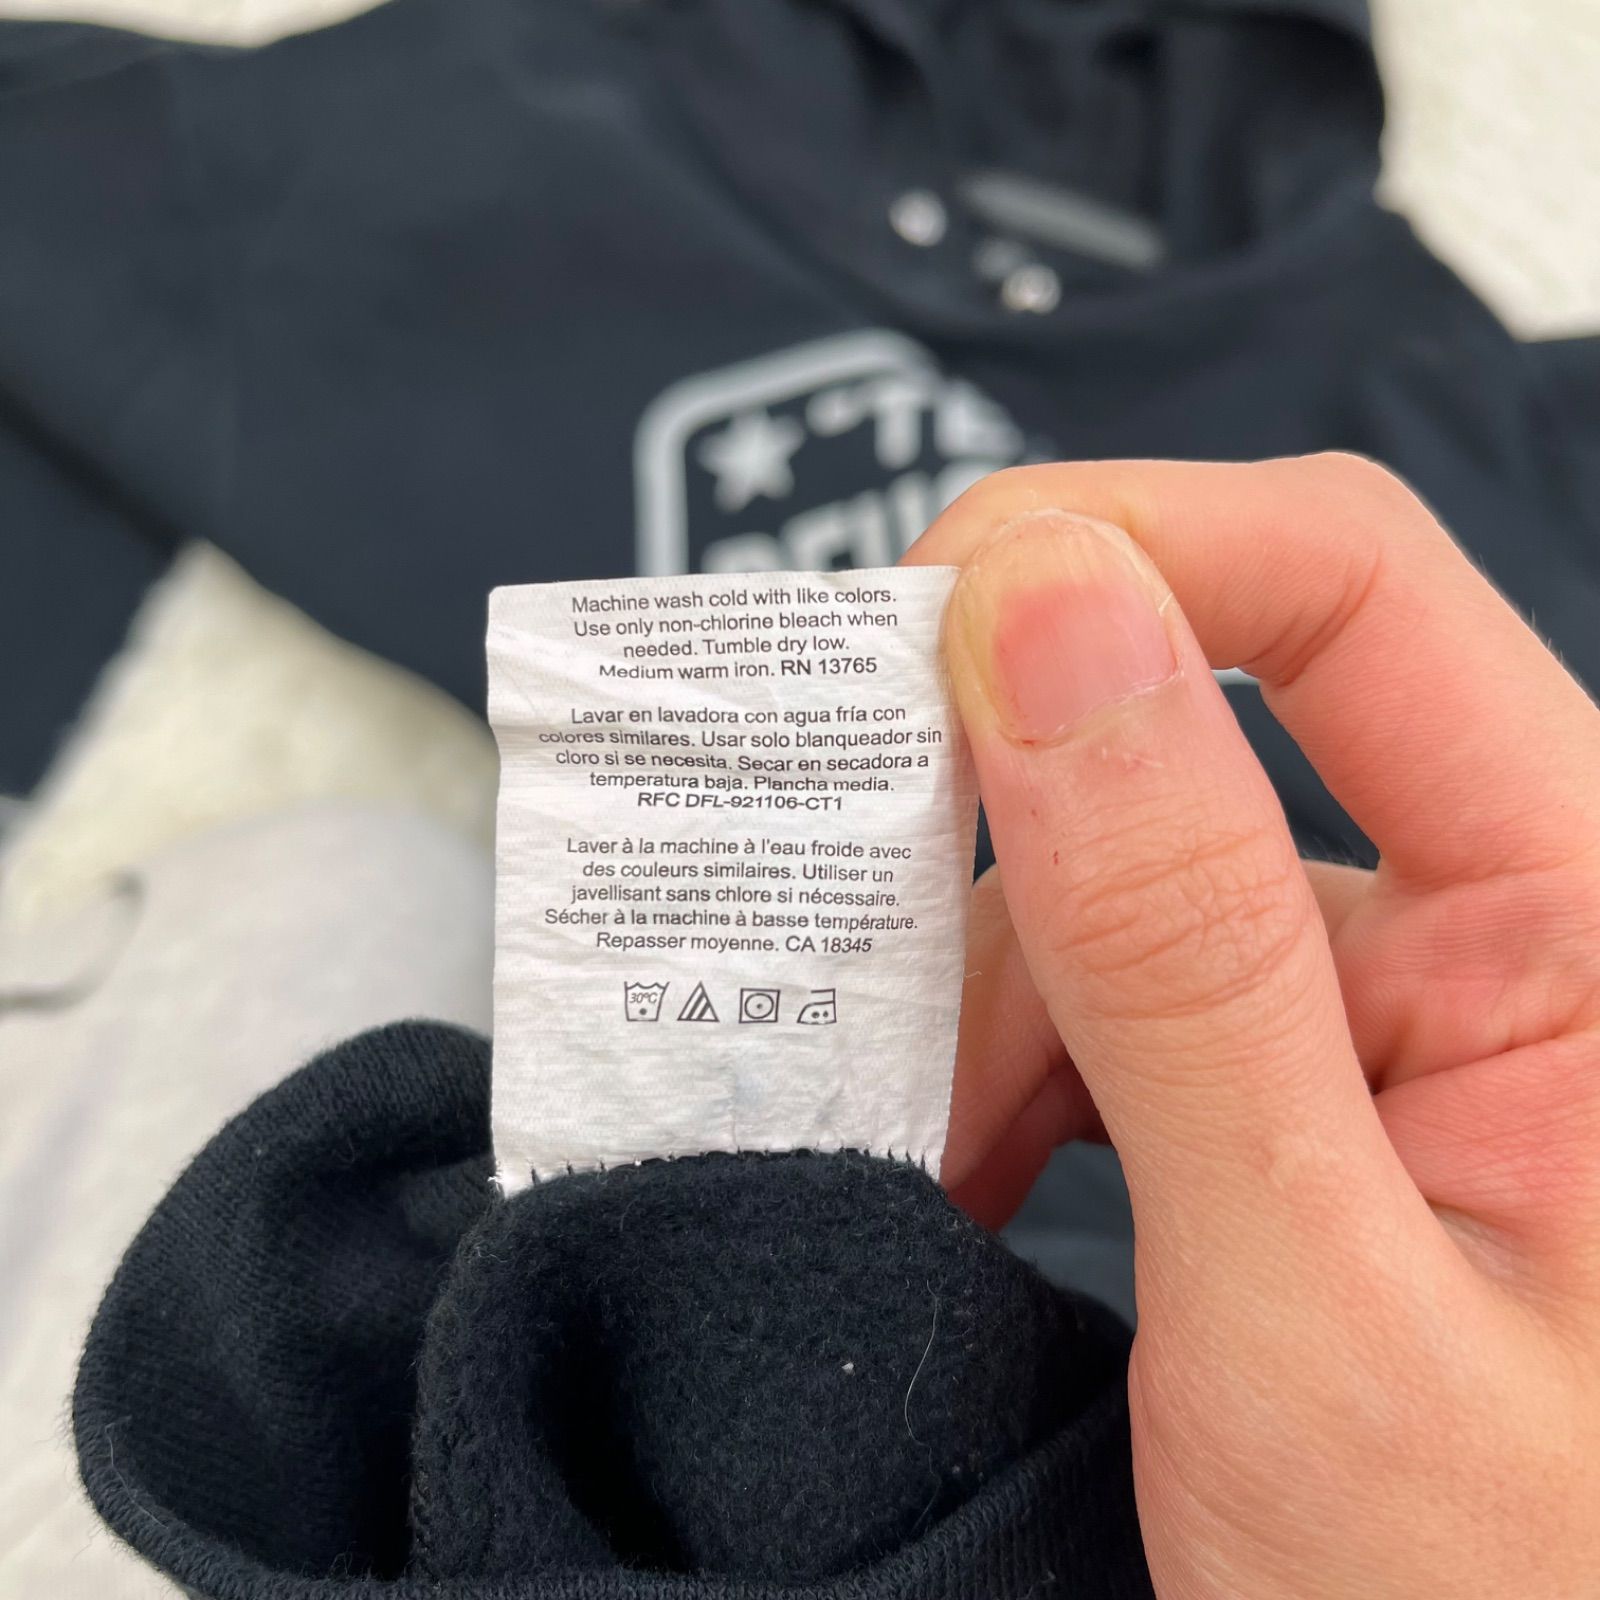 Machine wash cold with like colors.
Use only non-chlorine bleach when
needed. Tumble dry low.
Medium warm iron. RN 13765
Lavar en lavadora con agua fría con
colores similares. Usar solo blanqueador sin
cloro si se necesita. Secar en secadora a
temperatura baja. Plancha media.
RFC DFL-921106-CT1
Laver à la machine à l'eau froide avec
des couleurs similaires. Utiliser un
javellisant sans chlore si nécessaire.
Sécher à la machine à basse température.
Repasser moyenne. CA 18345
30°C